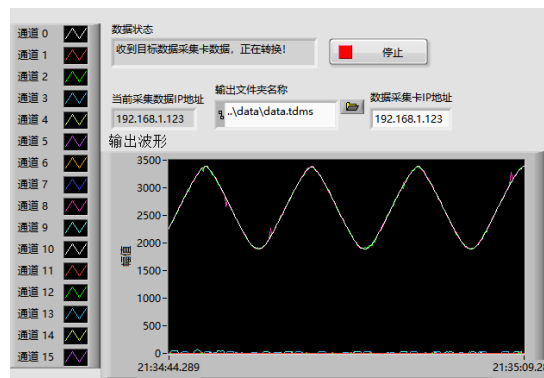 通道 0
通道 1
通道 2
通道 3
通道 4
通道 5
通道 6
通道 7
通道 8
通道 9
通道 10
通道 11
通道 12
通道 13
通道 14
通道 15
数据状态
收到目标数据采集卡数据，正在转换！
停止
当前采集数据IP地址
192.168.1.123
输出文件夹名称
..\data\data.tdms
数据采集卡IP地址
192.168.1.123
输出波形
幅值
3500
3000
2500
2000
1500
1000
500
0
21:34:44.289
21:35:09.28